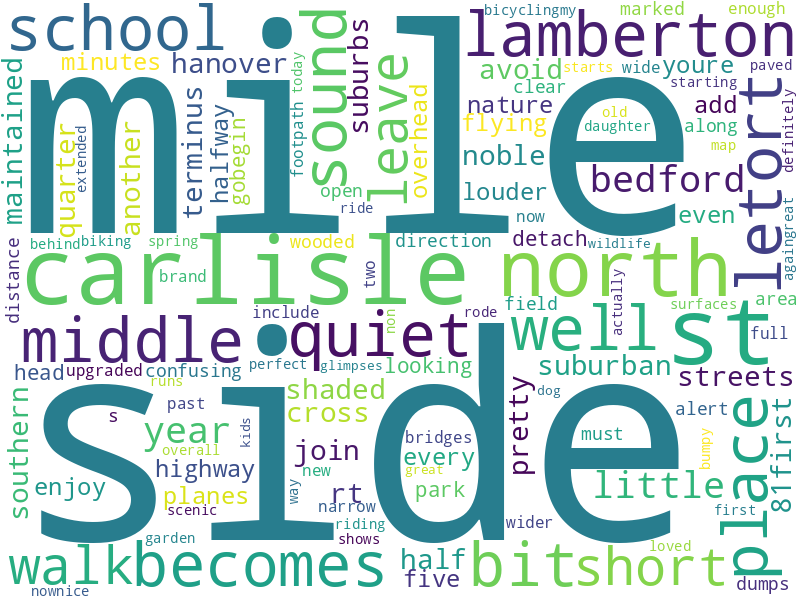 bicyclingmy marked enough
school lamberton
minutes hanover avoid starts wide youre paved
mile
maintained quarter extended another terminus halfway gobegin footpath today sound suburbs leave overhead
nature clear starting definitely
flying old add along
daughter map
noble letort
louder bedford
open even
ride now
behind biking spring wooded direction detach wildlife
distance carlisle north againgreat
brand two actually area
include rode field surfaces
middle quiet non well st full
head upgraded confusing perfect glimpses looking suburban
runs shaded dog streets
southern s past cross alert
year kids bridges pretty must bumpy
overall join every great little 81first
enjoy highway new park place
planes way rt narrow
scenic riding wider first
side
garden shows loved
walk becomes half bit short
five dumps
nownice